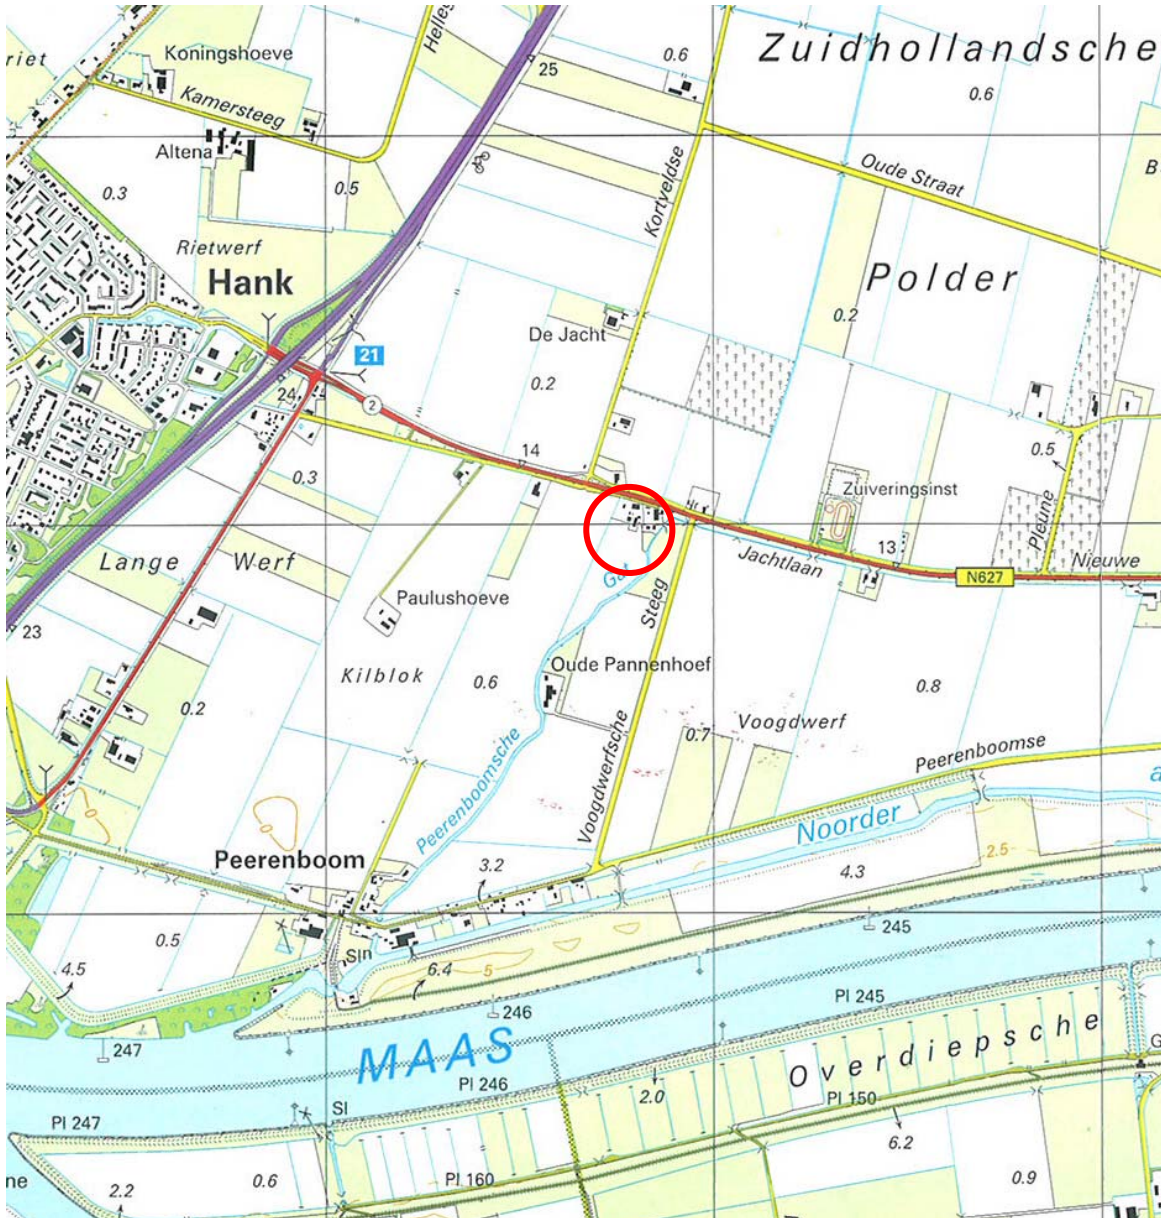 Zuidhollandsche
riet
Koningshoeve
25
0.6
0.6
Kamersteeg
Altena
Oude Straat
0.3
0.5
Kortveldse
Rietwerf
Hank
Polder
0.2
De Jacht
21
0.2
24
2
14
0.5
0.3
Zuiveringsinst
Pleune
Lange Werf
Jachtlaan
13
Nieuwe
N627
Gat
Steeg
Paulushoeve
23
Oude Pannenhoef
Kilblok
0.6
0.8
0.2
Voogdwerf
0.7
Peerenboomse
Peerenboomsche
Voogdwerfsche
Noorder
Peerenboom
3.2
2.5
4.3
0.5
245
Sln
4.5
6.4
5
246
Pl 245
247
MAAS
Overdiepsche
Pl 246
2.0
Pl 150
Sl
Pl 247
6.2
0.6
Pl 160
0.9
2.2
ne